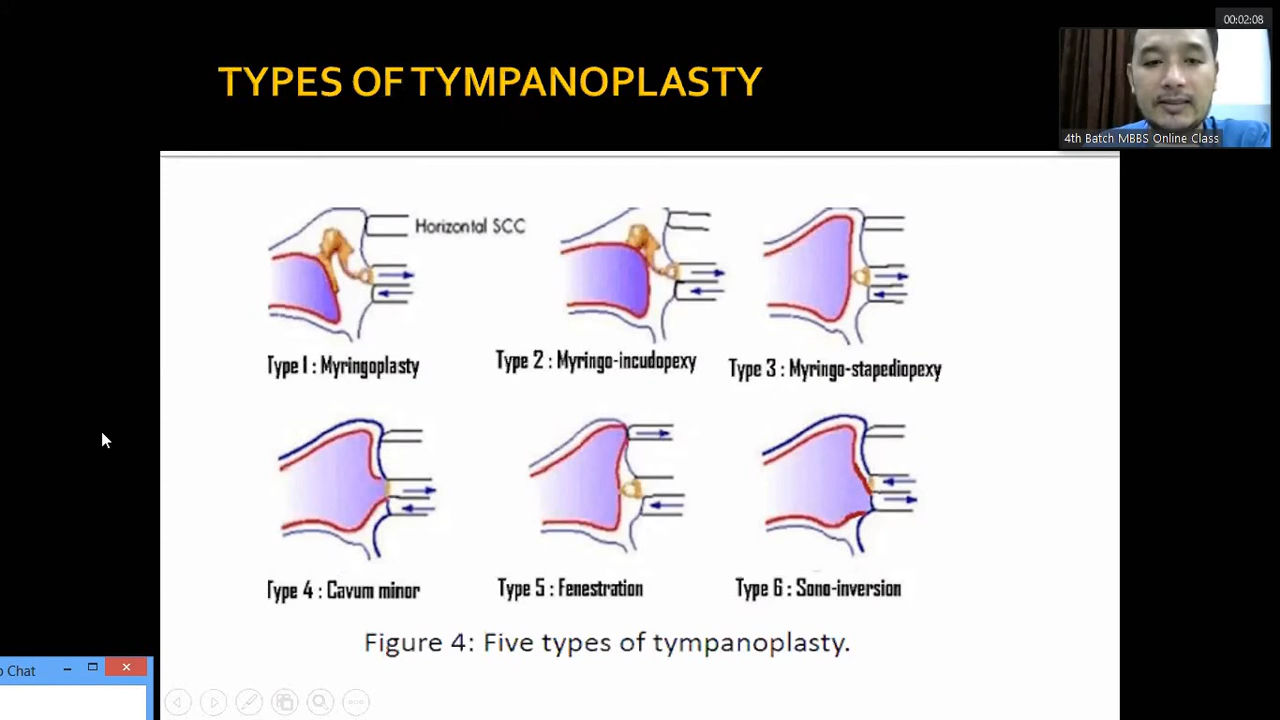 00:02:08
TYPES OF TYMPANOPLASTY
4th Batch MBBS Online Class
Horizontal SCC
Type 1 : Myringoplasty
Type 2 : Myringo-incudopexy
Type 3 : Myringo-stapediopexy
Type 4 : Cavum minor
Type 5 : Fenestration
Type 6 : Sono-inversion
Figure 4: Five types of tympanoplasty.
Chat